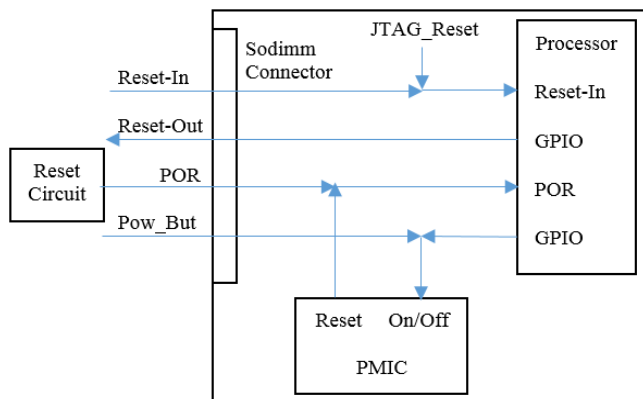 JTAG_Reset
Processor
Sodimm
Connector
Reset-In
Reset-In
Reset-Out
GPIO
Reset
Circuit
POR
POR
Pow_But
GPIO
Reset
On/Off
PMIC